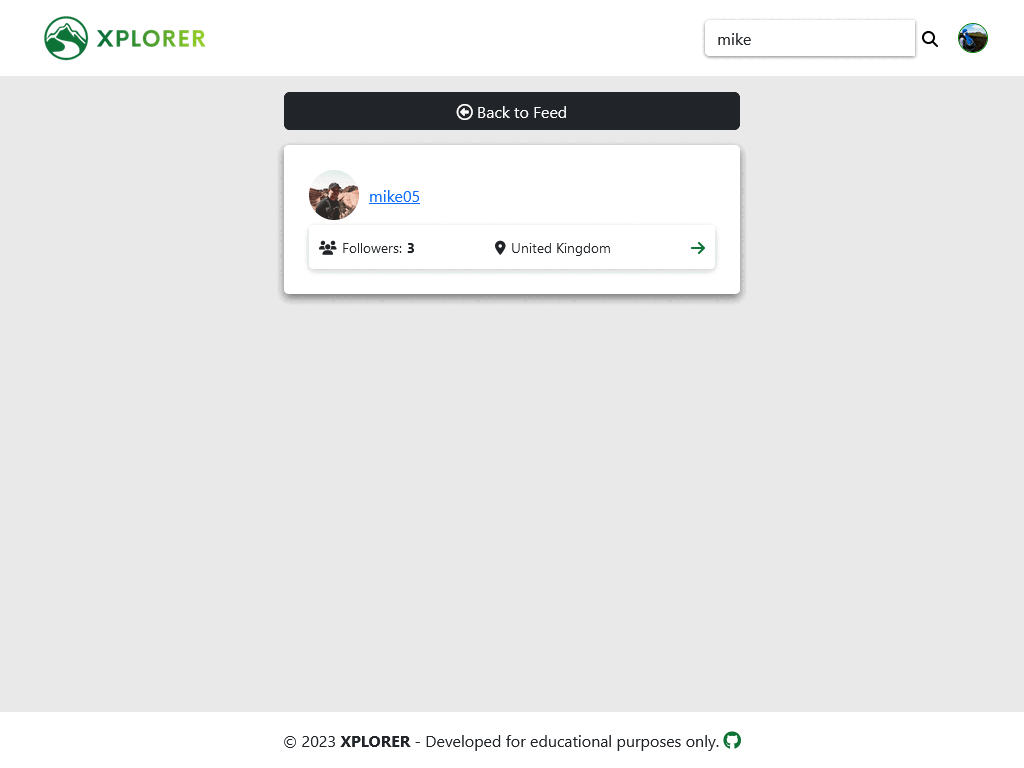 XPLORER
mike
Back to Feed
mike05
Followers: 3
United Kingdom
© 2023 XPLORER - Developed for educational purposes only.